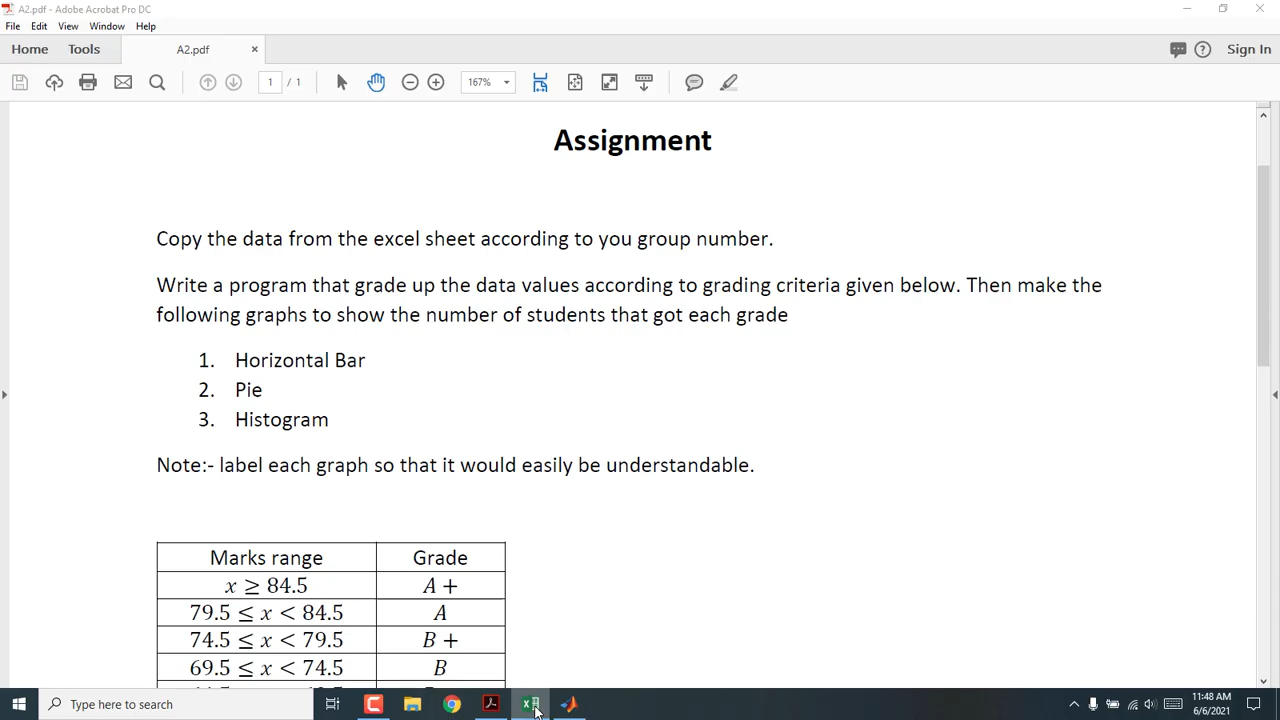 A2.pdf - Adobe Acrobat Pro DC
File Edit View Window Help
Home Tools A2.pdf × Sign In
1 / 1 167%
Assignment
Copy the data from the excel sheet according to you group number.
Write a program that grade up the data values according to grading criteria given below. Then make the
following graphs to show the number of students that got each grade
1. Horizontal Bar
2. Pie
3. Histogram
Note:- label each graph so that it would easily be understandable.
Marks range Grade
x ≥ 84.5 A +
79.5 ≤ x < 84.5 A
74.5 ≤ x < 79.5 B +
69.5 ≤ x < 74.5 B
Type here to search 11:48 AM
6/6/2021